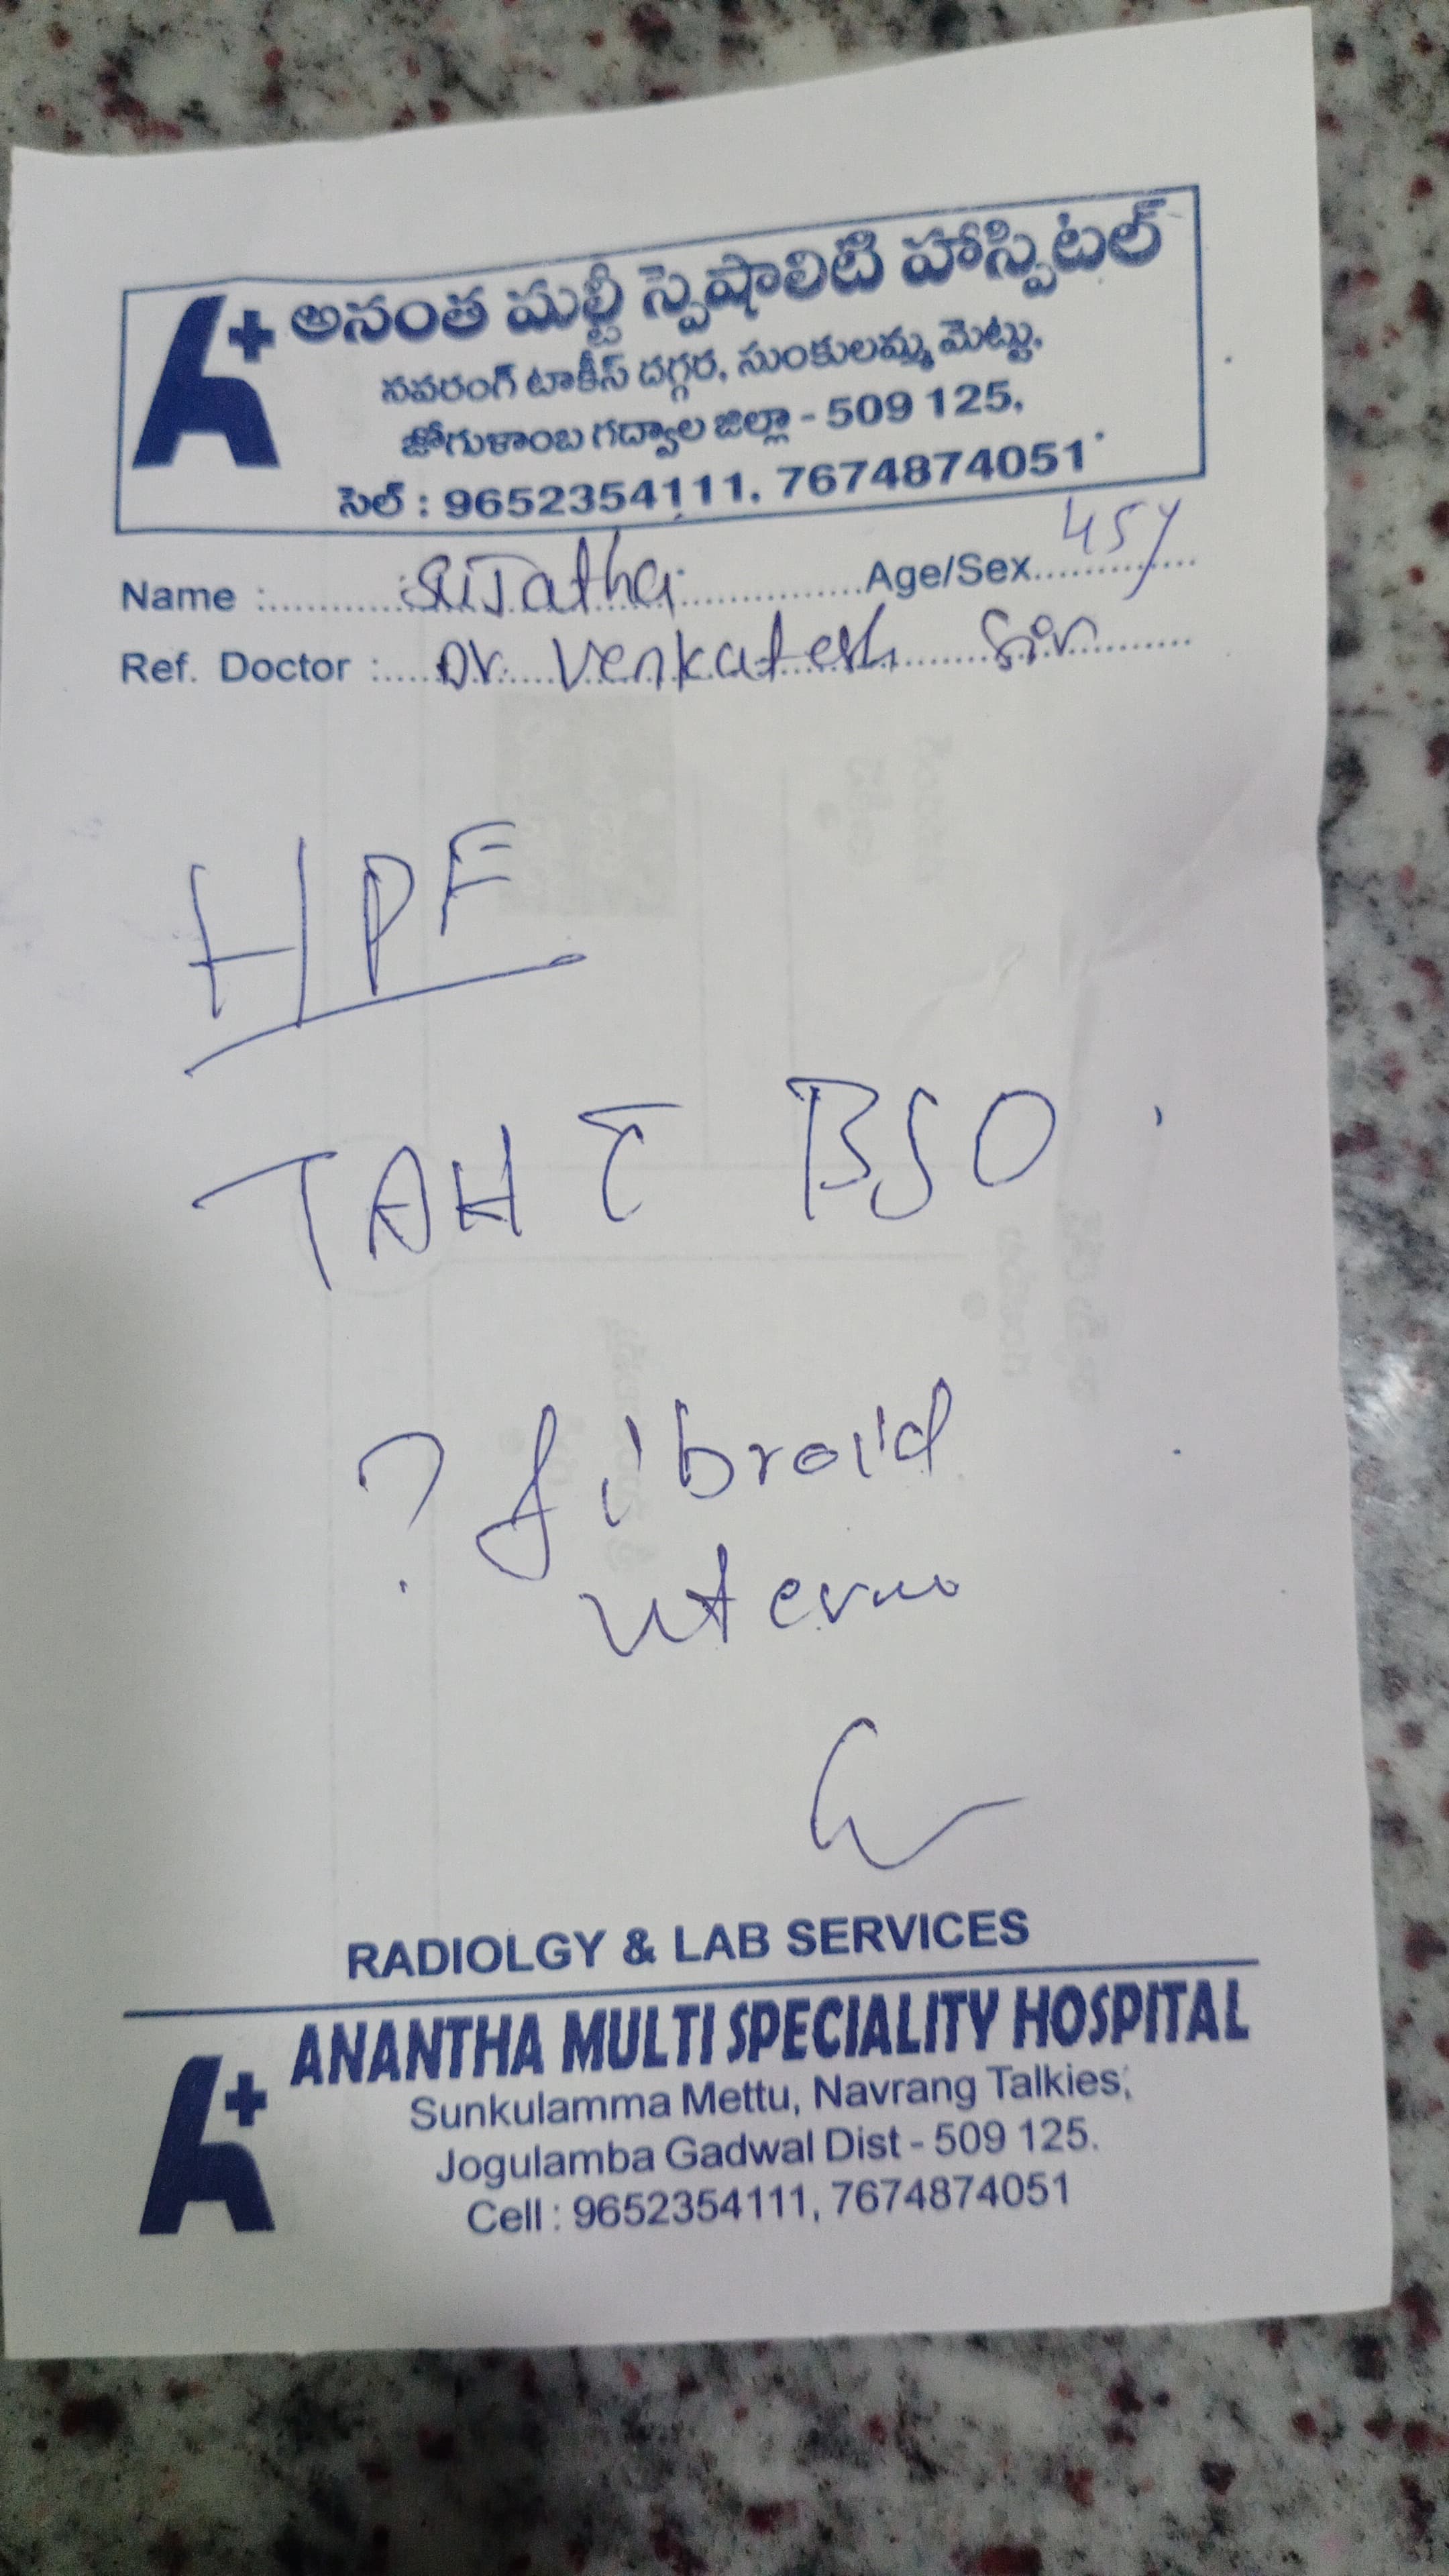 A+
అనంత మల్టీ స్పెషాలిటి హాస్పిటల్
నవరంగ్ టాకీస్ దగ్గర, సుంకులమ్మ మెట్టు,
జోగుళాంబ గద్వాల జిల్లా - 509 125.
సెల్ : 9652354111, 7674874051
Name : SUJatha Age/Sex 45y
Ref. Doctor : Dr. Venkatesh Sir
HPE
TAH c̅ BSO
? fibroid
uterus
RADIOLGY & LAB SERVICES
A+
ANANTHA MULTI SPECIALITY HOSPITAL
Sunkulamma Mettu, Navrang Talkies,
Jogulamba Gadwal Dist - 509 125.
Cell : 9652354111, 7674874051